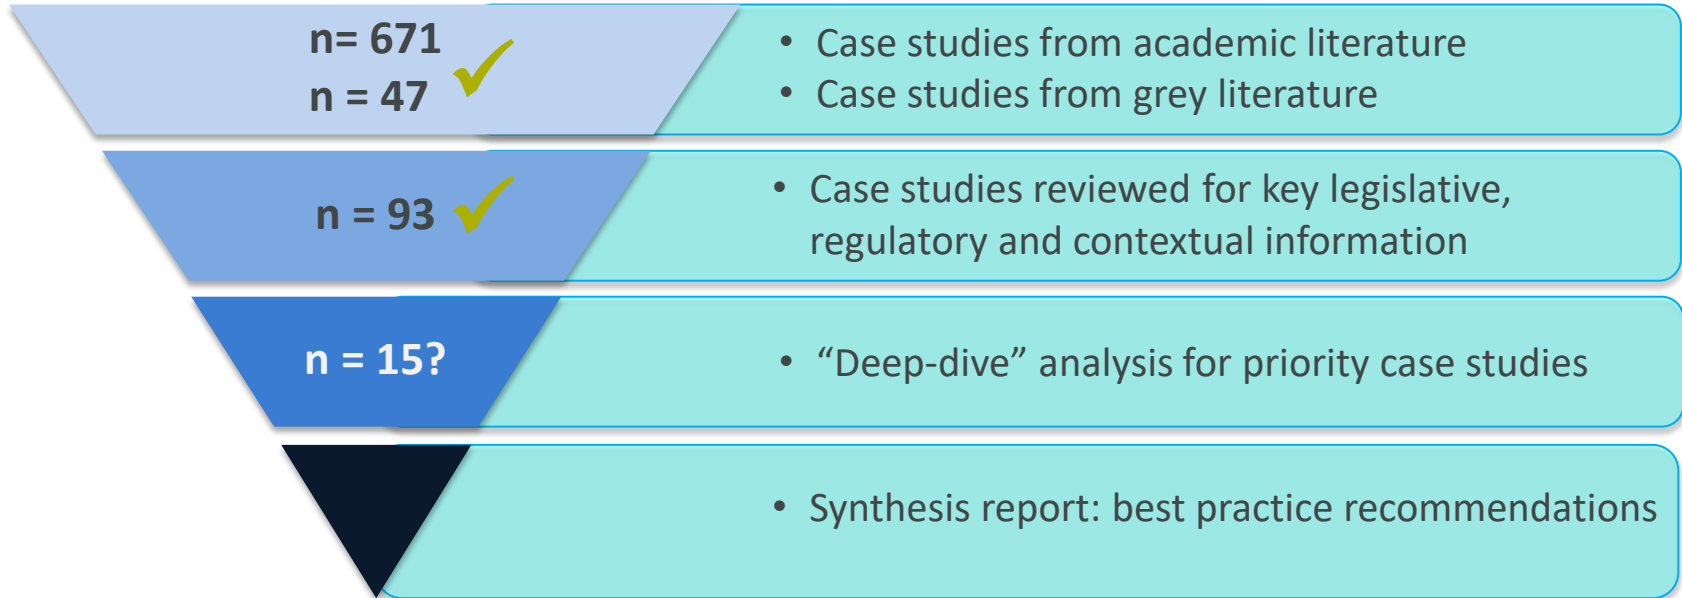 n= 671
n = 47
• Case studies from academic literature
• Case studies from grey literature
n = 93
• Case studies reviewed for key legislative,
regulatory and contextual information
n = 15?
• “Deep-dive” analysis for priority case studies
• Synthesis report: best practice recommendations